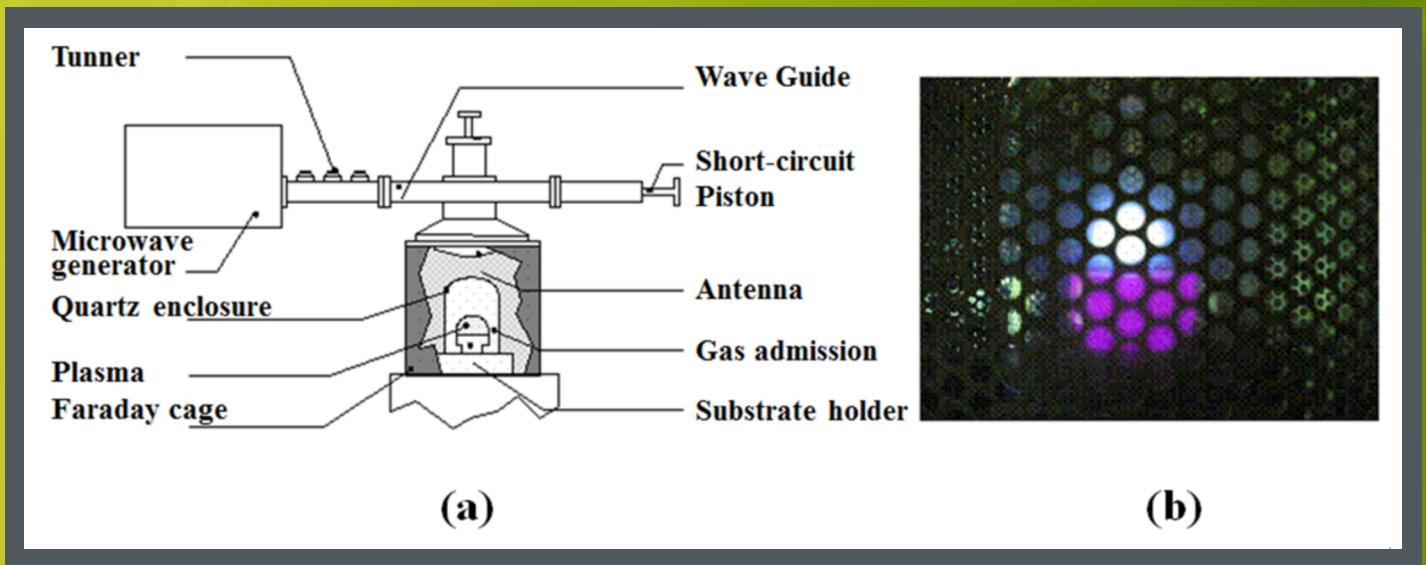 Tunner
Microwave
generator
Quartz enclosure
Plasma
Faraday cage
Wave Guide
Short-circuit
Piston
Antenna
Gas admission
Substrate holder
(a)
(b)